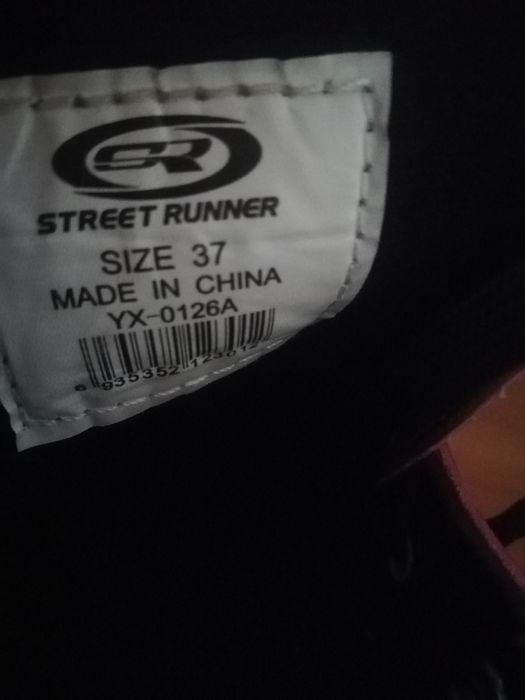 SR
STREET RUNNER
SIZE 37
MADE IN CHINA
YX-0126A